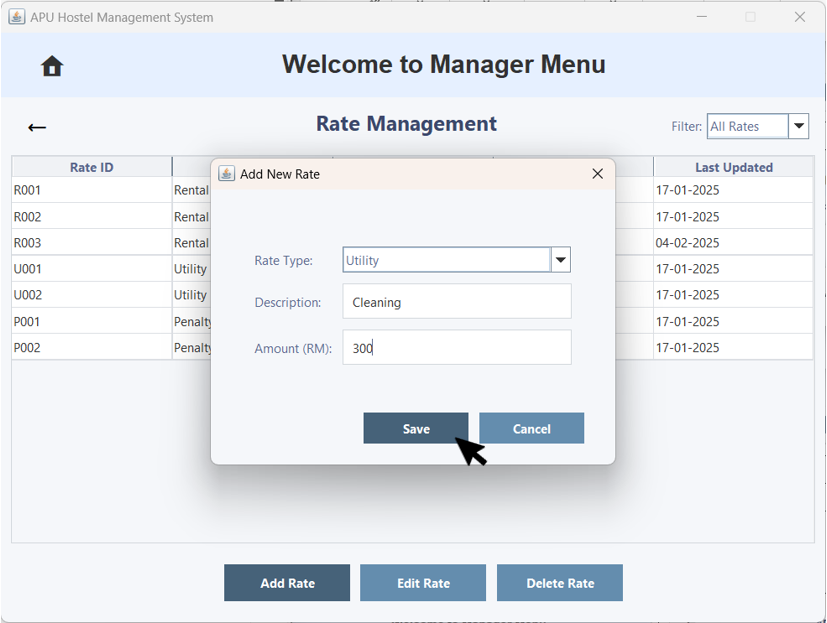 APU Hostel Management System
Welcome to Manager Menu
Rate Management
Filter: All Rates
Rate ID Last Updated
R001 Rental 17-01-2025
R002 Rental 17-01-2025
R003 Rental 04-02-2025
U001 Utility 17-01-2025
U002 Utility 17-01-2025
P001 Penalty 17-01-2025
P002 Penalty 17-01-2025
Add New Rate
Rate Type: Utility
Description: Cleaning
Amount (RM): 300
Save Cancel
Add Rate Edit Rate Delete Rate